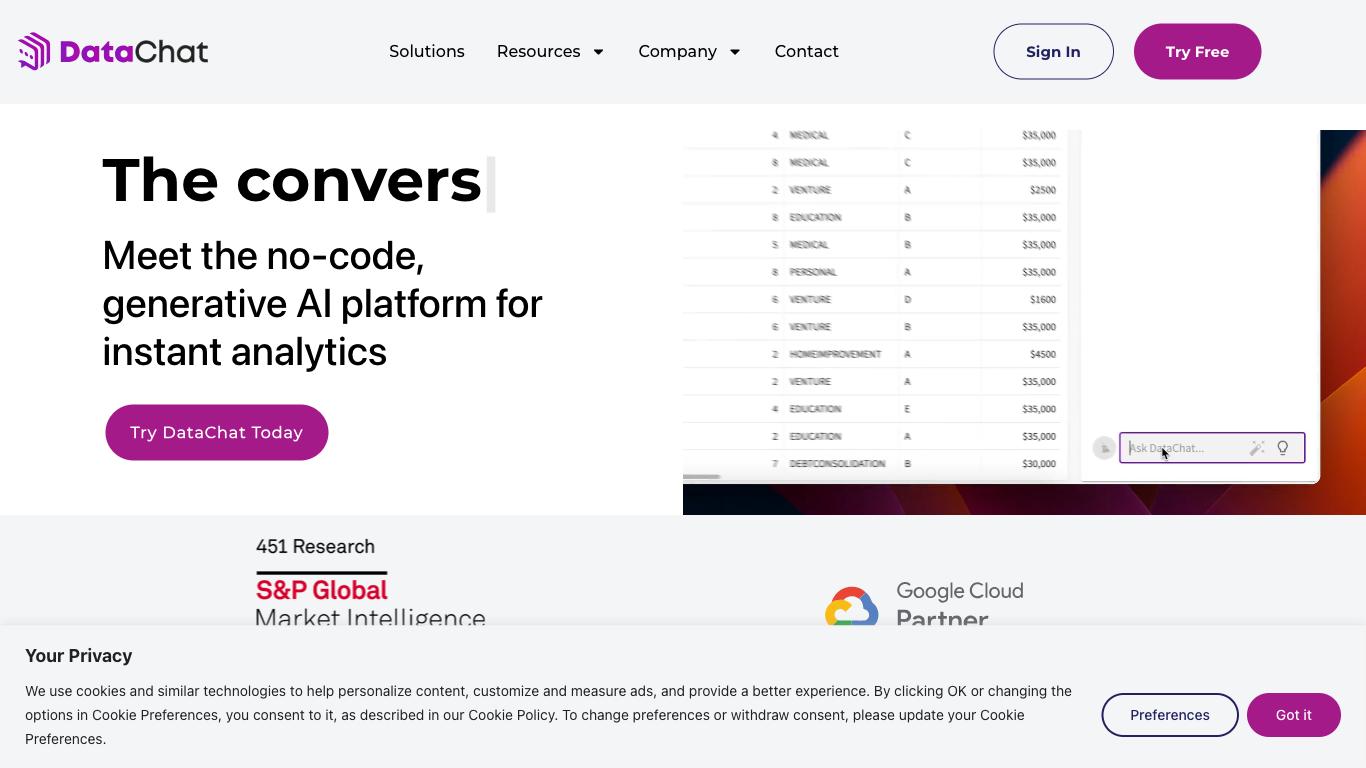 DataChat
Solutions
Resources
Company
Contact
Sign In
Try Free
The convers
Meet the no-code,
generative AI platform for
instant analytics
Try DataChat Today
4 MEDICAL C $35,000
8 MEDICAL C $35,000
2 VENTURE A $2500
8 EDUCATION B $35,000
5 MEDICAL B $35,000
8 PERSONAL A $35,000
6 VENTURE D $1600
6 VENTURE B $35,000
2 HOMEIMPROVEMENT A $4500
2 VENTURE A $35,000
4 EDUCATION E $35,000
2 EDUCATION A $35,000
7 DEBTCONSOLIDATION B $30,000
Ask DataChat...
451 Research
S&P Global
Market Intelligence
Google Cloud
Partner
Your Privacy
We use cookies and similar technologies to help personalize content, customize and measure ads, and provide a better experience. By clicking OK or changing the
options in Cookie Preferences, you consent to it, as described in our Cookie Policy. To change preferences or withdraw consent, please update your Cookie
Preferences.
Preferences
Got it